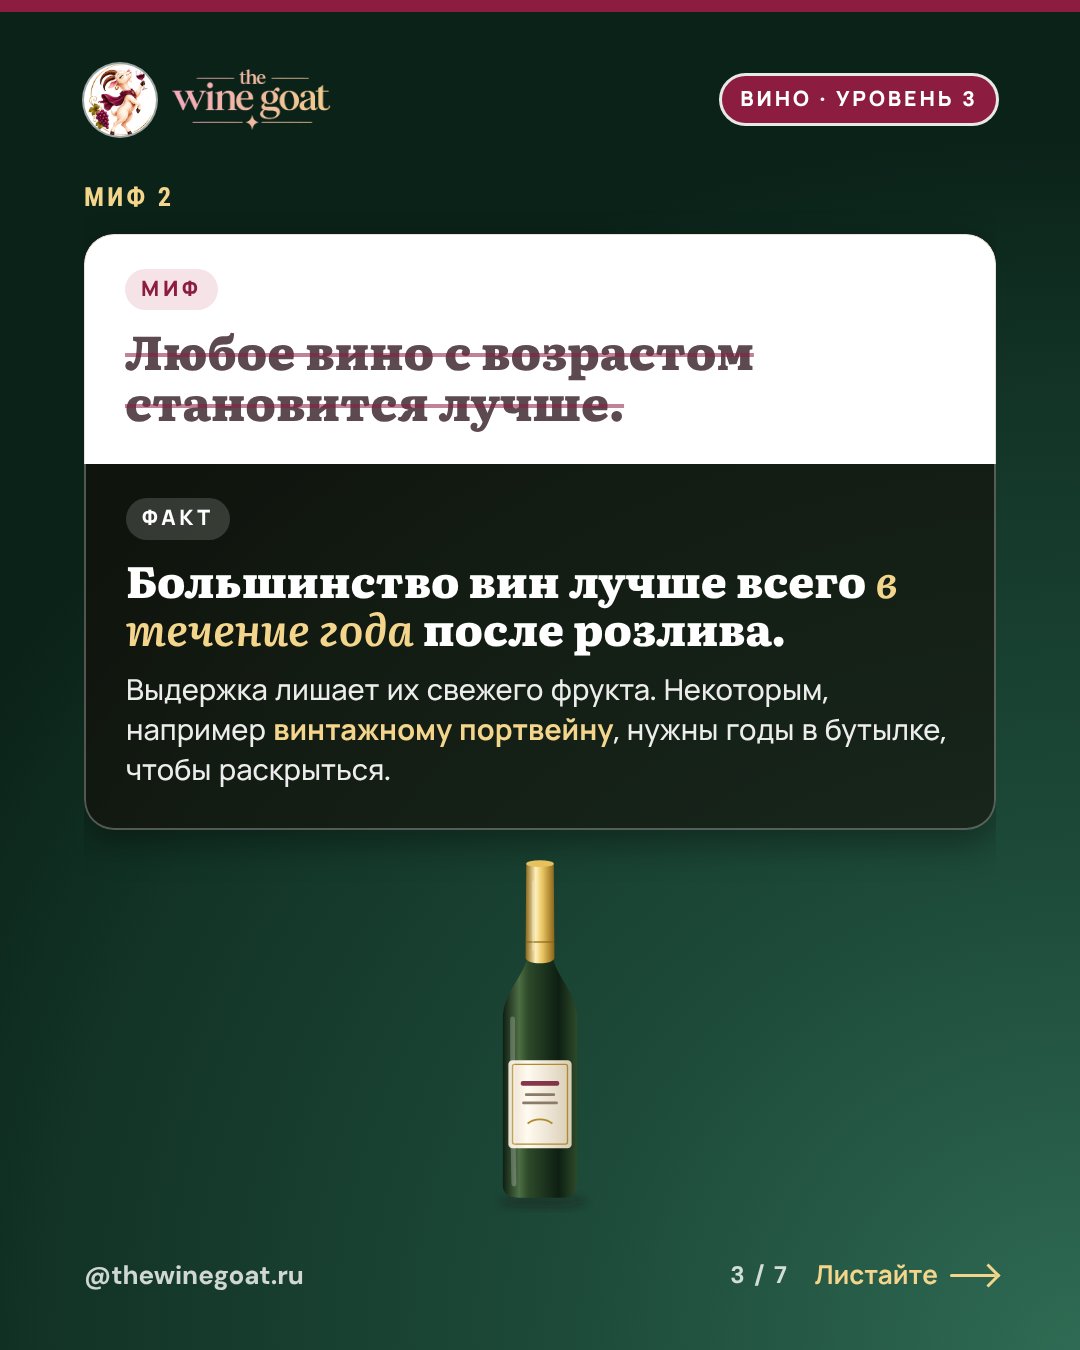 the
wine goat
ВИНО · УРОВЕНЬ 3
МИФ 2
МИФ
Любое вино с возрастом
становится лучше.
ФАКТ
Большинство вин лучше всего в
течение года после розлива.
Выдержка лишает их свежего фрукта. Некоторым,
например винтажному портвейну, нужны годы в бутылке,
чтобы раскрыться.
@thewinegoat.ru
3 / 7 Листайте